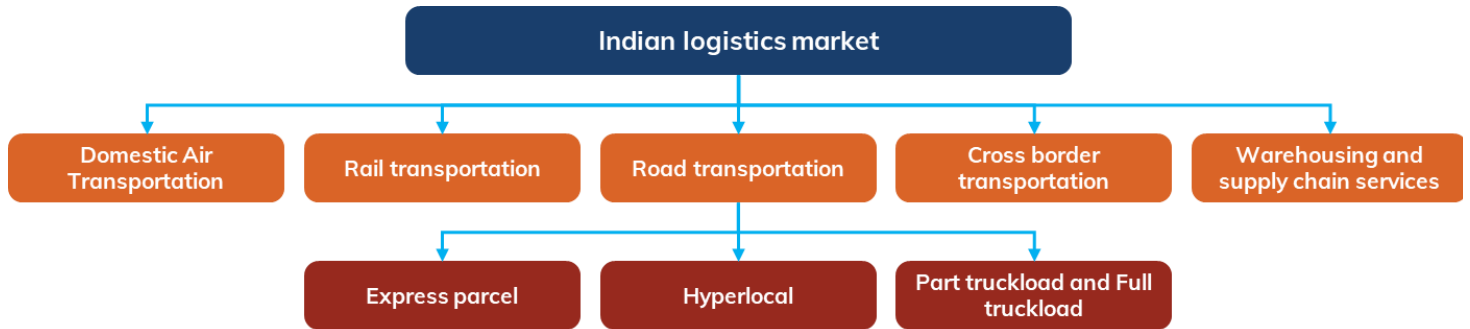 Indian logistics market
Domestic Air
Transportation
Rail transportation
Road transportation
Cross border
transportation
Warehousing and
supply chain services
Express parcel
Hyperlocal
Part truckload and Full
truckload